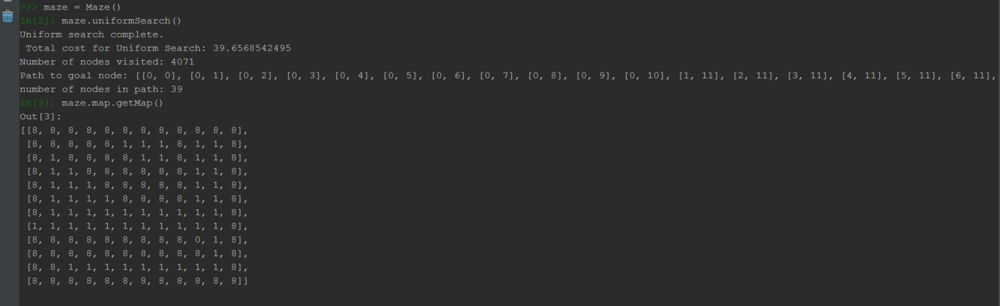 >>> maze = Maze()
In[2]: maze.uniformSearch()
Uniform search complete.
 Total cost for Uniform Search: 39.6568542495
Number of nodes visited: 4071
Path to goal node: [[0, 0], [0, 1], [0, 2], [0, 3], [0, 4], [0, 5], [0, 6], [0, 7], [0, 8], [0, 9], [0, 10], [1, 11], [2, 11], [3, 11], [4, 11], [5, 11], [6, 11],
number of nodes in path: 39
In[3]: maze.map.getMap()
Out[3]:
[[8, 8, 8, 8, 8, 8, 8, 8, 8, 8, 8, 8],
 [8, 8, 8, 8, 8, 1, 1, 1, 8, 1, 1, 8],
 [8, 1, 8, 8, 8, 8, 1, 1, 8, 1, 1, 8],
 [8, 1, 1, 8, 8, 8, 8, 8, 8, 1, 1, 8],
 [8, 1, 1, 1, 8, 8, 8, 8, 8, 1, 1, 8],
 [8, 1, 1, 1, 1, 8, 8, 8, 8, 1, 1, 8],
 [8, 1, 1, 1, 1, 1, 1, 1, 1, 1, 1, 8],
 [1, 1, 1, 1, 1, 1, 1, 1, 1, 1, 1, 8],
 [8, 8, 8, 8, 8, 8, 8, 8, 8, 0, 1, 8],
 [8, 8, 8, 8, 8, 8, 8, 8, 8, 8, 1, 8],
 [8, 8, 1, 1, 1, 1, 1, 1, 1, 1, 1, 8],
 [8, 8, 8, 8, 8, 8, 8, 8, 8, 8, 8, 8]]